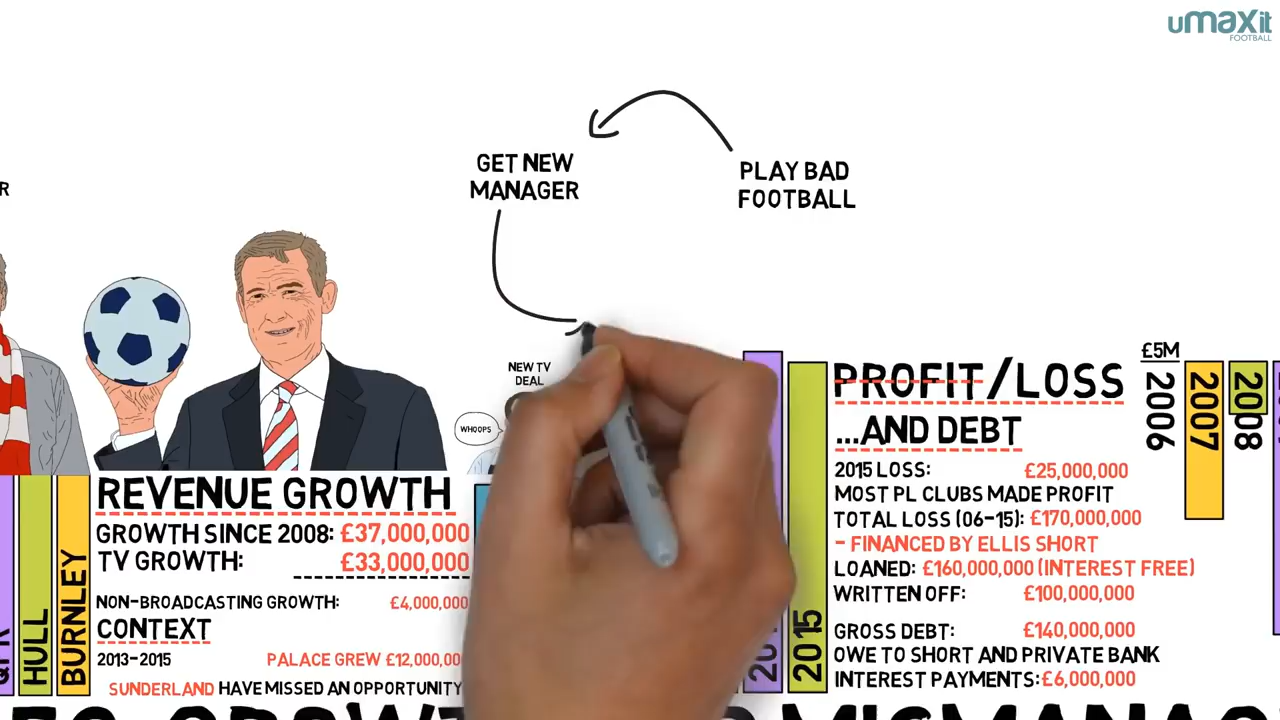 umaxit
FOOTBALL
GET NEW
MANAGER
PLAY BAD
FOOTBALL
R
NEW TV
DEAL
WHOOPS
HULL
BURNLEY
REVENUE GROWTH
GROWTH SINCE 2008: £37,000,000
TV GROWTH: £33,000,000
NON-BROADCASTING GROWTH: £4,000,000
CONTEXT
2013-2015 PALACE GREW £12,000,00
SUNDERLAND HAVE MISSED AN OPPORTUNITY
2015
PROFIT/LOSS
...AND DEBT
2015 LOSS: £25,000,000
MOST PL CLUBS MADE PROFIT
TOTAL LOSS (06-15): £170,000,000
- FINANCED BY ELLIS SHORT
LOANED: £160,000,000 (INTEREST FREE)
WRITTEN OFF: £100,000,000
GROSS DEBT: £140,000,000
OWE TO SHORT AND PRIVATE BANK
INTEREST PAYMENTS: £6,000,000
£5M
2006
2007
2008